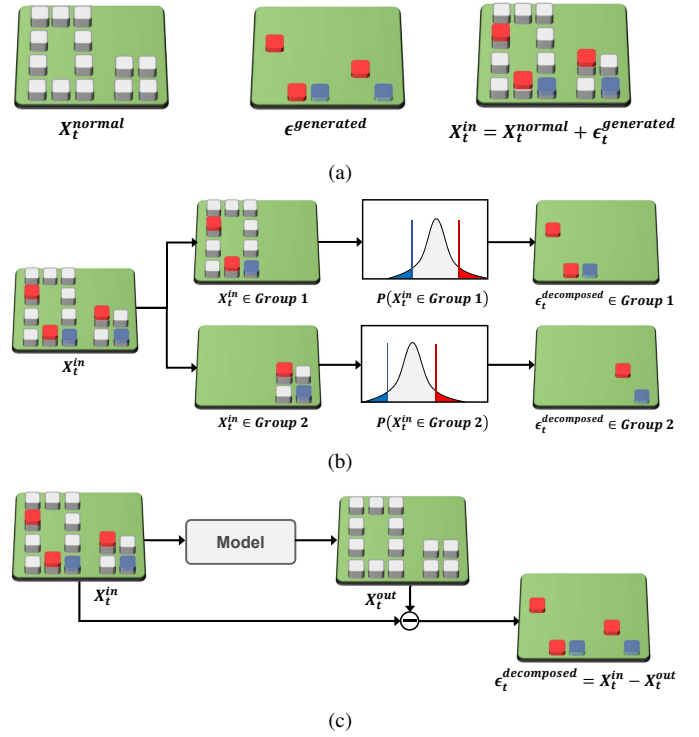 X_t^{normal}
ϵ^{generated}
X_t^{in} = X_t^{normal} + ϵ_t^{generated}
(a)
X_t^{in} ∈ Group 1
P(X_t^{in} ∈ Group 1)
ϵ_t^{decomposed} ∈ Group 1
X_t^{in}
X_t^{in} ∈ Group 2
P(X_t^{in} ∈ Group 2)
ϵ_t^{decomposed} ∈ Group 2
(b)
Model
X_t^{in}
X_t^{out}
ϵ_t^{decomposed} = X_t^{in} − X_t^{out}
(c)